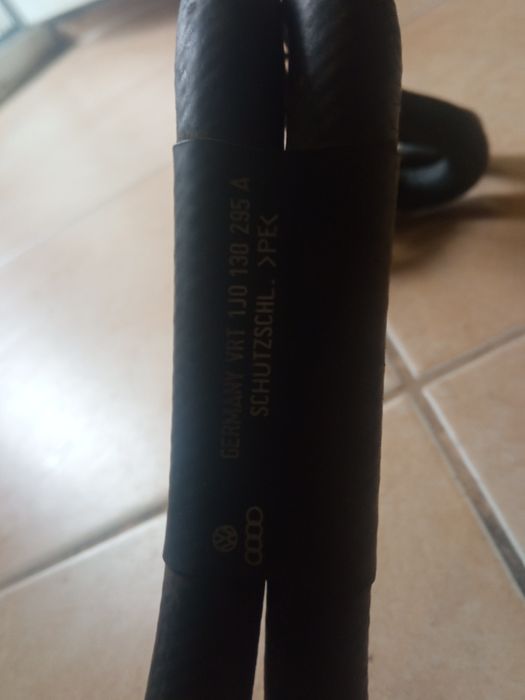 GERMANY VRT 1J0 130 295 A
SCHUTZSCHL. >PE<